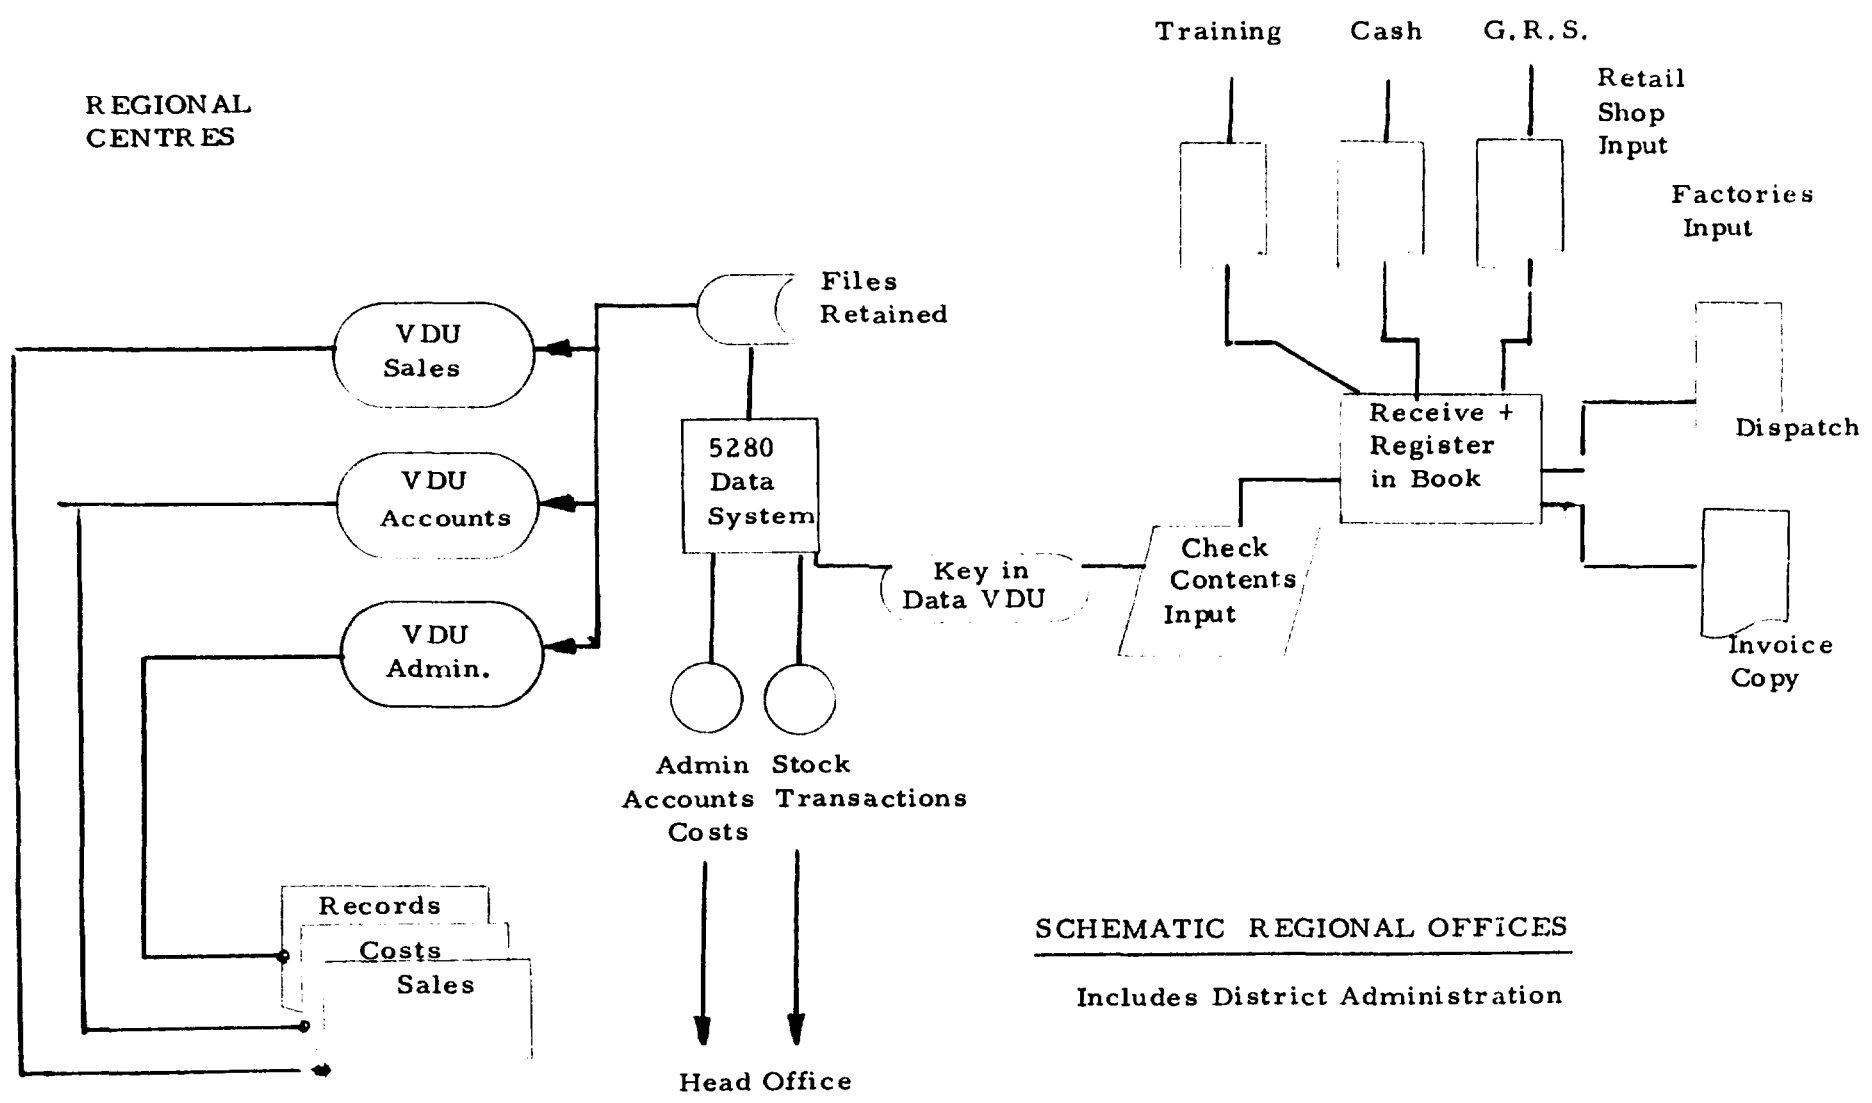 Training
Cash
G.R.S.
Retail
Shop
Input
REGIONAL
CENTRES
Factories
Input
Files
Retained
VDU
Sales
VDU
Accounts
VDU
Admin.
5280
Data
System
Receive +
Register
in Book
Dispatch
Key in
Data VDU
Check
Contents
Input
Invoice
Copy
Admin
Accounts
Costs
Stock
Transactions
Records
Costs
Sales
Head Office
SCHEMATIC REGIONAL OFFICES
Includes District Administration